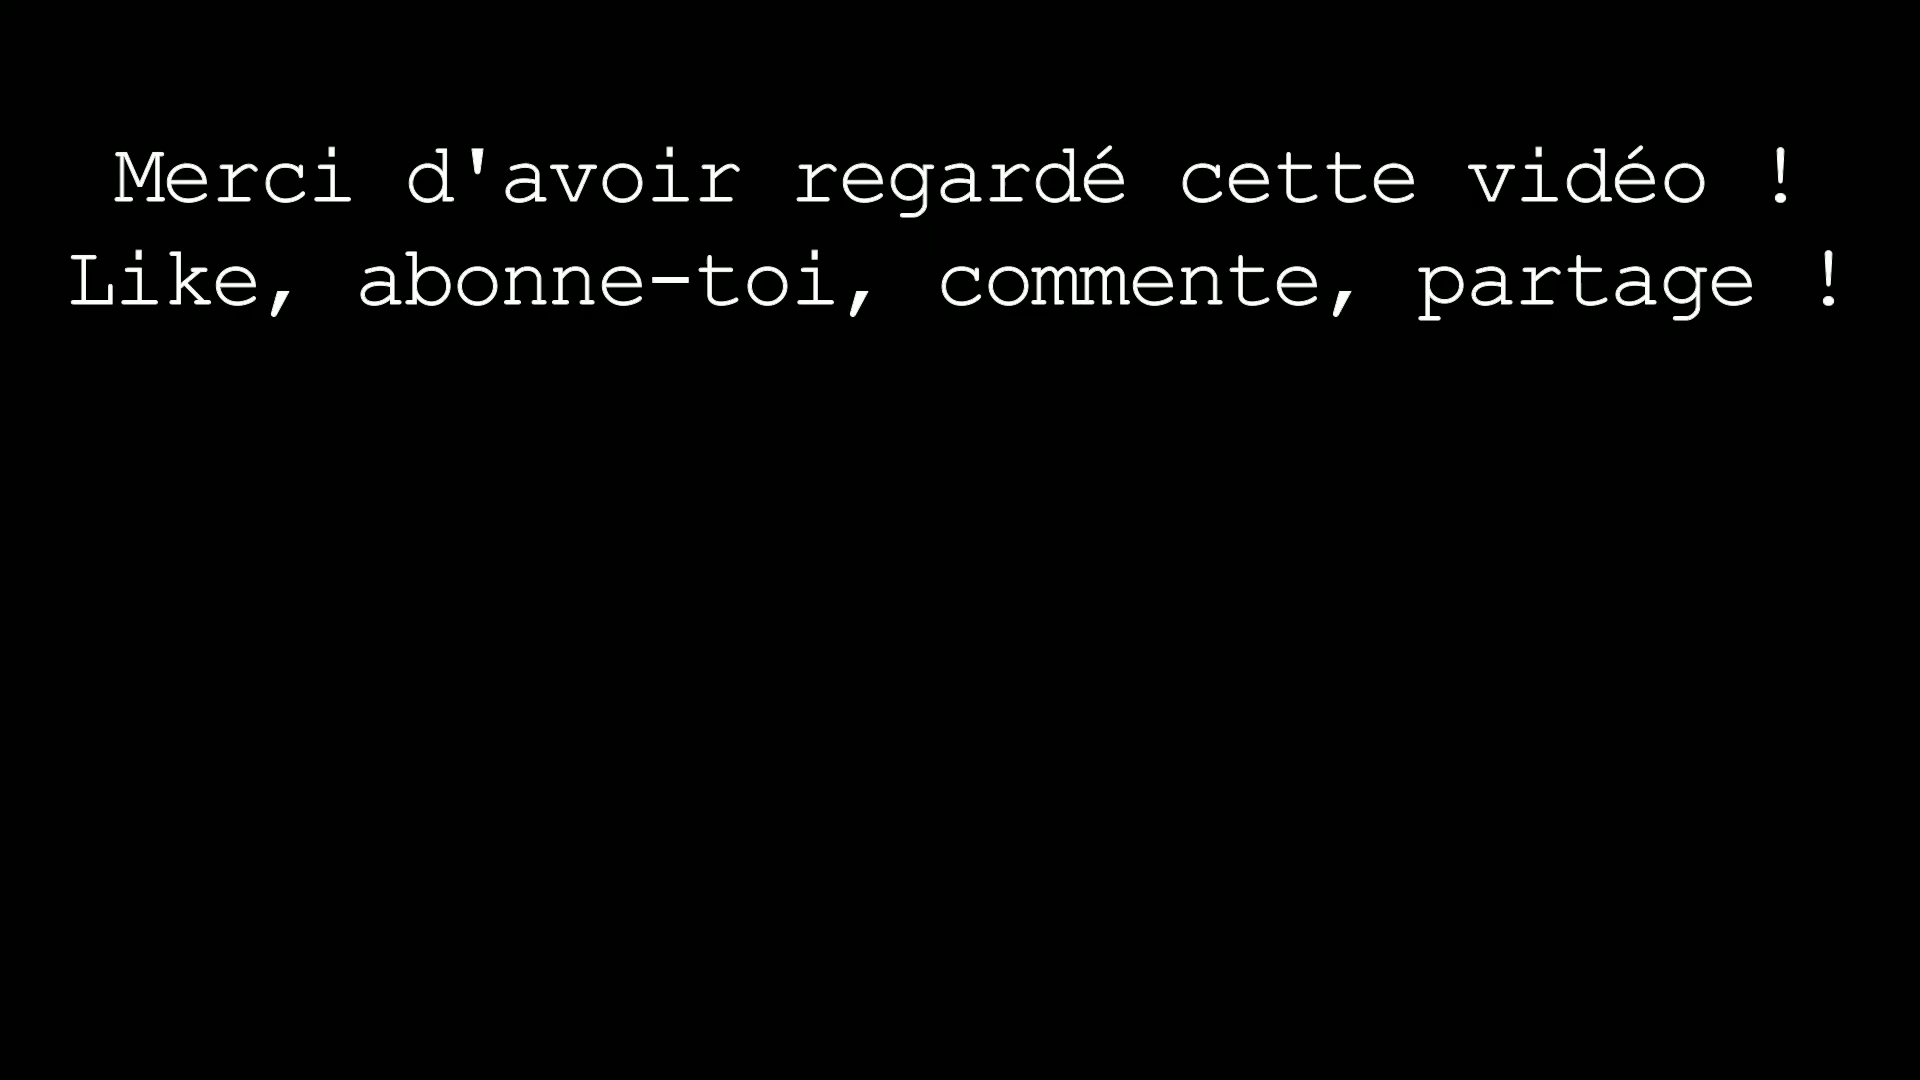 Merci d'avoir regardé cette vidéo !
Like, abonne-toi, commente, partage !